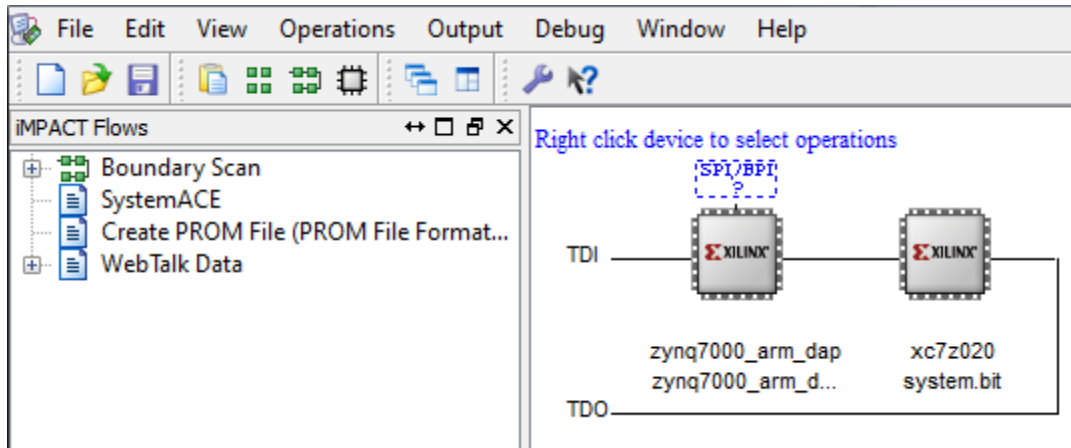 File Edit View Operations Output Debug Window Help
iMPACT Flows
Boundary Scan
SystemACE
Create PROM File (PROM File Format...
WebTalk Data
Right click device to select operations
SPI/BPI
?
TDI
XILINX
XILINX
zynq7000_arm_dap
zynq7000_arm_d...
xc7z020
system.bit
TDO